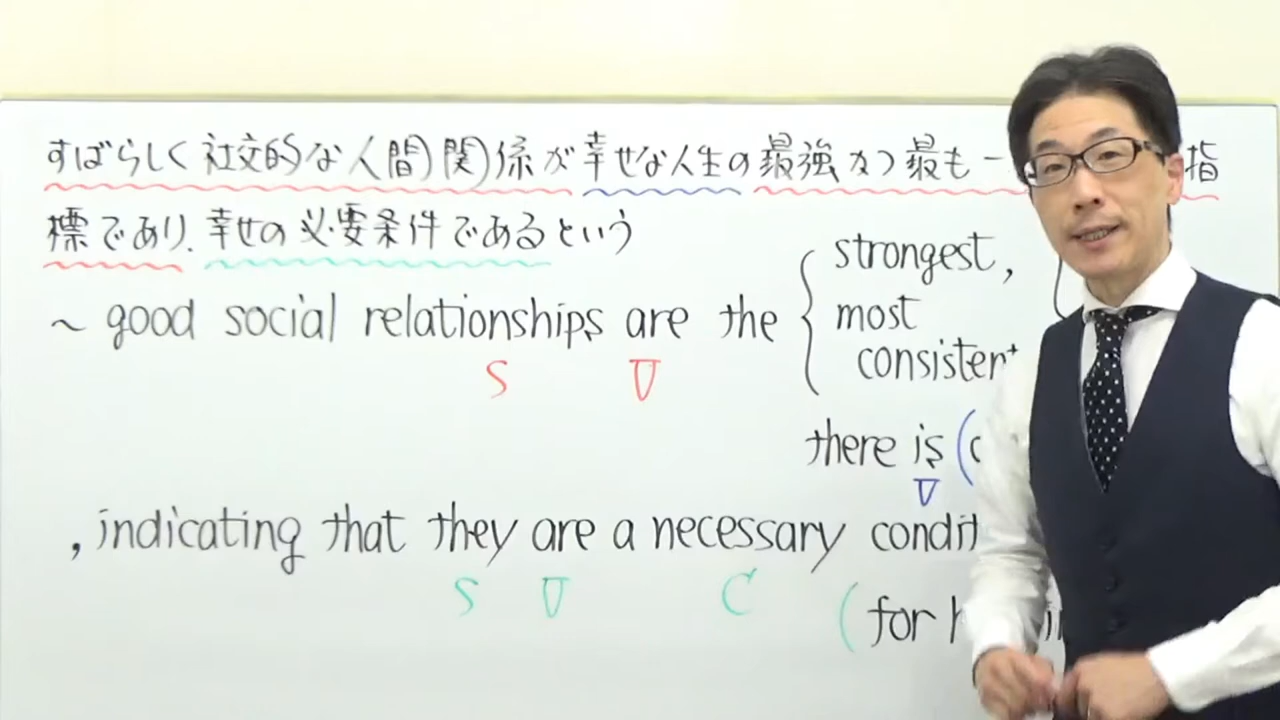 すばらしく社交的な人間関係が幸せな人生の最強かつ最も一 指
標であり、幸せの必要条件であるという
~ good social relationships are the
strongest,
most
consistent
S V
there is (
V
, indicating that they are a necessary
S V C
(for